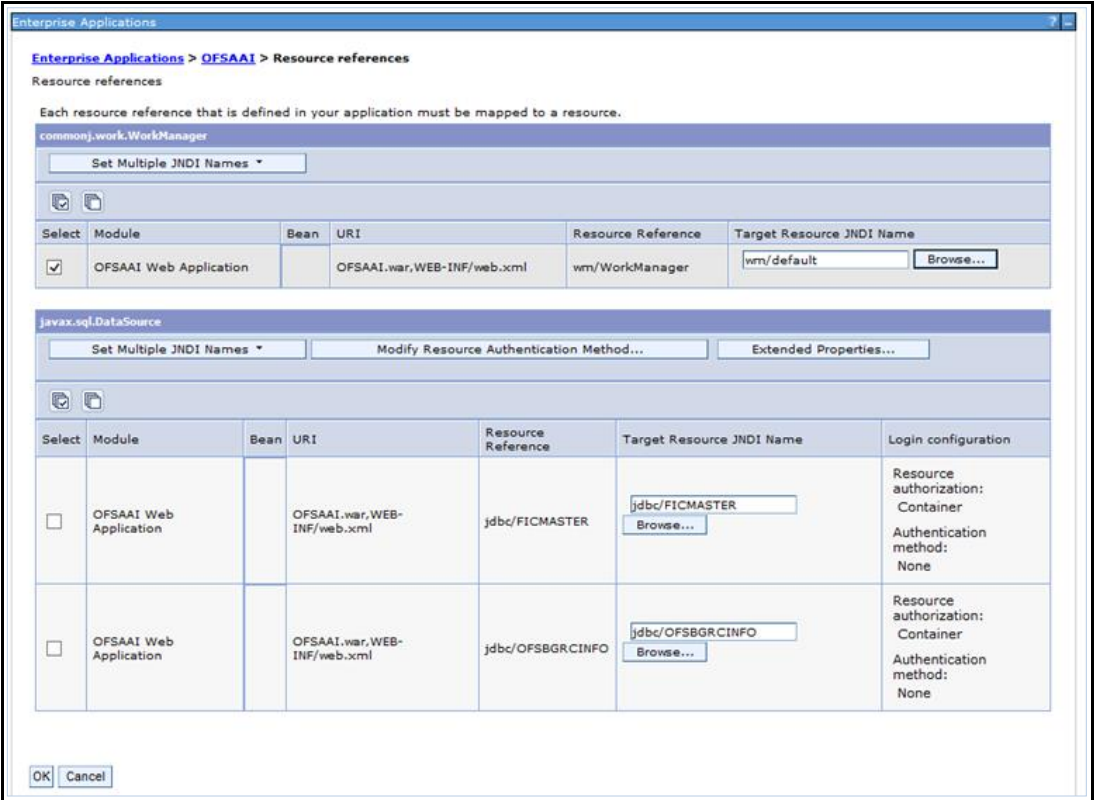 Enterprise Applications ? –
Enterprise Applications > OFSAAI > Resource references
Resource references
Each resource reference that is defined in your application must be mapped to a resource.
commonj.work.WorkManager
Set Multiple JNDI Names
Select Module Bean URI Resource Reference Target Resource JNDI Name
OFSAAI Web Application OFSAAI.war,WEB-INF/web.xml wm/WorkManager wm/default Browse...
javax.sql.DataSource
Set Multiple JNDI Names Modify Resource Authentication Method... Extended Properties...
Select Module Bean URI Resource Reference Target Resource JNDI Name Login configuration
OFSAAI Web
Application
OFSAAI.war,WEB-
INF/web.xml
jdbc/FICMASTER
jdbc/FICMASTER
Browse...
Resource
authorization:
Container
Authentication
method:
None
OFSAAI Web
Application
OFSAAI.war,WEB-
INF/web.xml
jdbc/OFSBGRCINFO
jdbc/OFSBGRCINFO
Browse...
Resource
authorization:
Container
Authentication
method:
None
OK Cancel